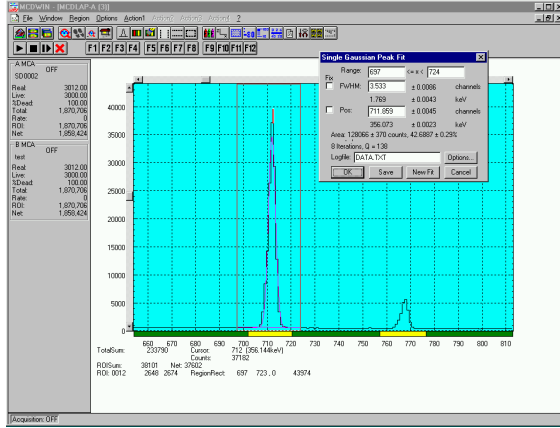 MCDWIN - [MCDLAP-A (3)]
File Window Region Options Action1 Action2 Action3 Action4 ?
F1 F2 F3 F4 F5 F6 F7 F8 F9 F10 F11 F12
A MCA OFF
SD0002
Real: 3012.00
Live: 3000.00
%Dead: 100.00
Total: 1,870,706
Rate: 0
ROI: 1,870,706
Net: 1,858,424
B MCA OFF
test
Real: 3012.00
Live: 3000.00
%Dead: 100.00
Total: 1,870,706
Rate: 0
ROI: 1,870,706
Net: 1,858,424
Single Gaussian Peak Fit
Range: 697 <= x < 724
Fix
FWHM: 3.533 ± 0.0086 channels
1.769 ± 0.0043 keV
Pos: 711.859 ± 0.0045 channels
356.073 ± 0.0023 keV
Area: 128066 ± 370 counts, 42.6887 ± 0.29%
8 Iterations, Q = 138
Logfile: DATA.TXT Options...
OK Save New Fit Cancel
40000
35000
30000
25000
20000
15000
10000
5000
0
660 670 680 690 700 710 720 730 740 750 760 770 780 790 800 810
TotalSum: 233790 Cursor: 712 (356.144keV)
Counts: 37182
ROISum: 38101 Net: 37602
ROI: 0012 2648 2674 RegionRect: 697 723 . 0 43974
Acquisition: OFF